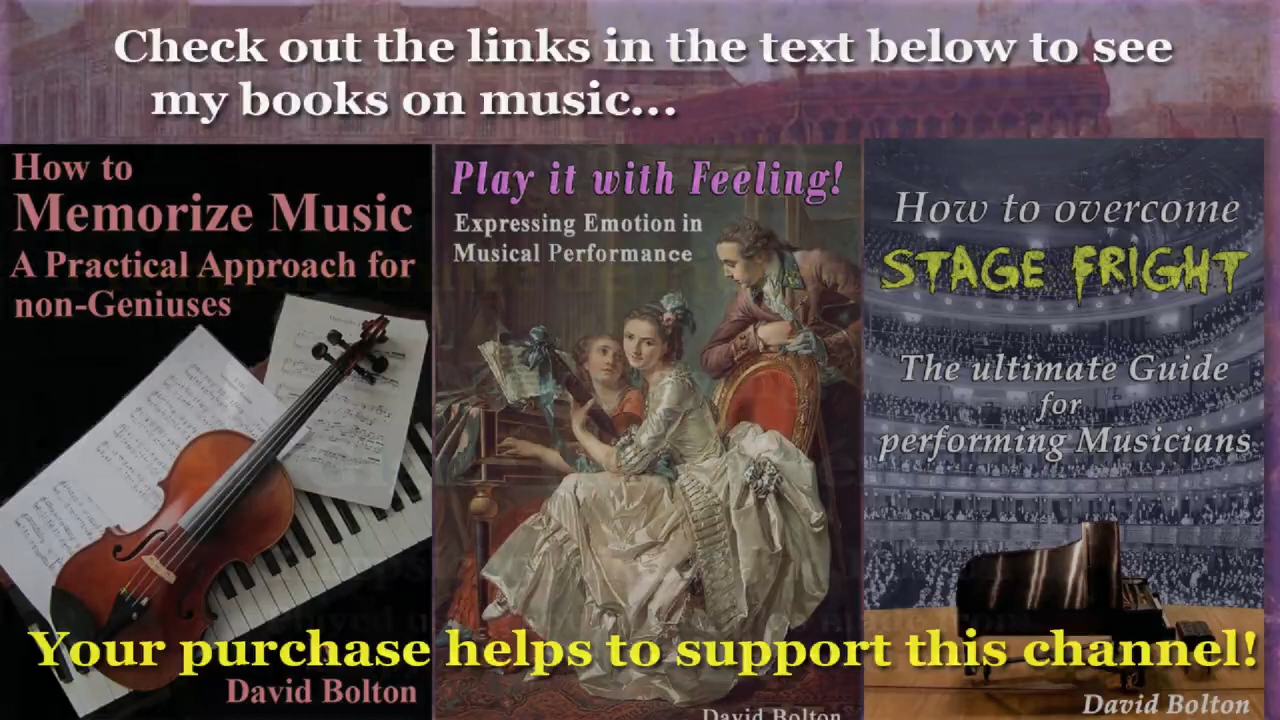 Check out the links in the text below to see
my books on music...
How to
Memorize Music
A Practical Approach for
non-Geniuses
Play it with Feeling!
Expressing Emotion in
Musical Performance
How to overcome
STAGE FRIGHT
The ultimate Guide
for
performing Musicians
Your purchase helps to support this channel!
David Bolton
David Bolton
David Bolton